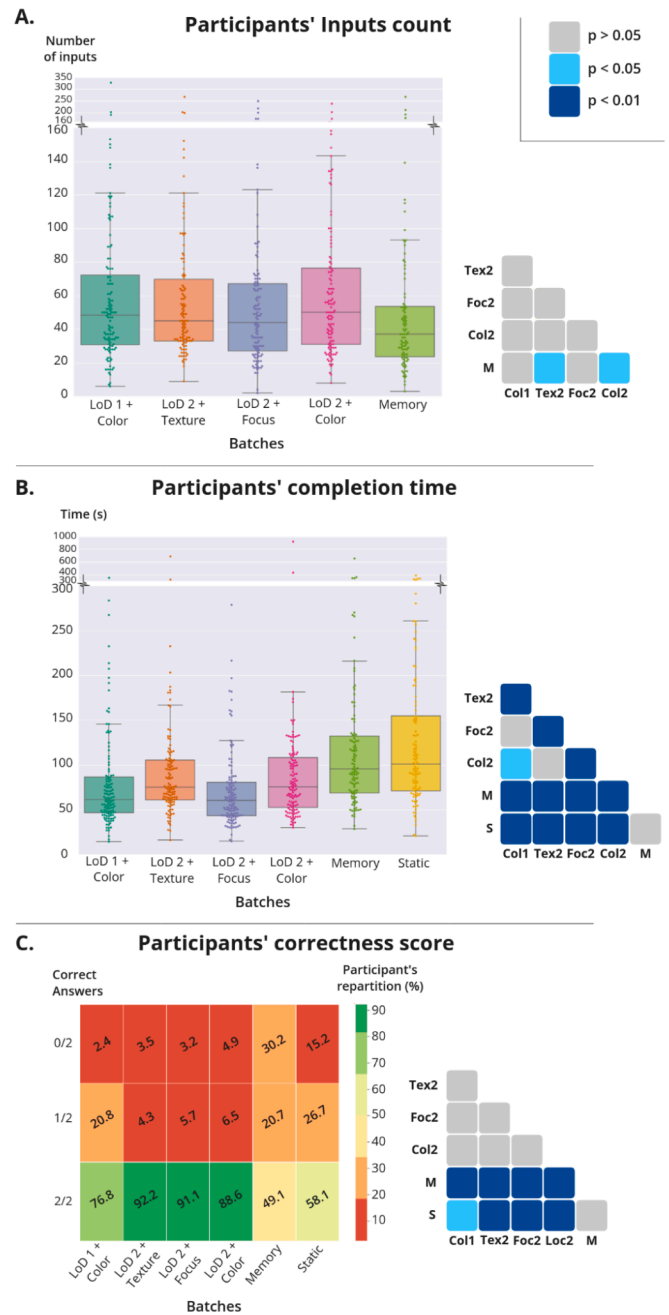 A.
Participants' Inputs count
Number
of inputs
350
300
250
200
160
160
140
120
100
80
60
40
20
0
LoD 1 +
Color
LoD 2 +
Texture
LoD 2 +
Focus
LoD 2 +
Color
Memory
Batches
p > 0.05
p < 0.05
p < 0.01
Tex2
Foc2
Col2
M
Col1 Tex2 Foc2 Col2
B.
Participants' completion time
Time (s)
1000
800
600
400
300
300
250
200
150
100
50
0
LoD 1 +
Color
LoD 2 +
Texture
LoD 2 +
Focus
LoD 2 +
Color
Memory
Static
Batches
Tex2
Foc2
Col2
M
S
Col1 Tex2 Foc2 Col2 M
C.
Participants' correctness score
Correct
Answers
Participant's
repartition (%)
0/2
2.4 3.5 3.2 4.9 30.2 15.2
1/2
20.8 4.3 5.7 6.5 20.7 26.7
2/2
76.8 92.2 91.1 88.6 49.1 58.1
LoD 1 +
Color
LoD 2 +
Texture
LoD 2 +
Focus
LoD 2 +
Color
Memory
Static
Batches
90
80
70
60
50
40
30
20
10
Tex2
Foc2
Col2
M
S
Col1 Tex2 Foc2 Loc2 M